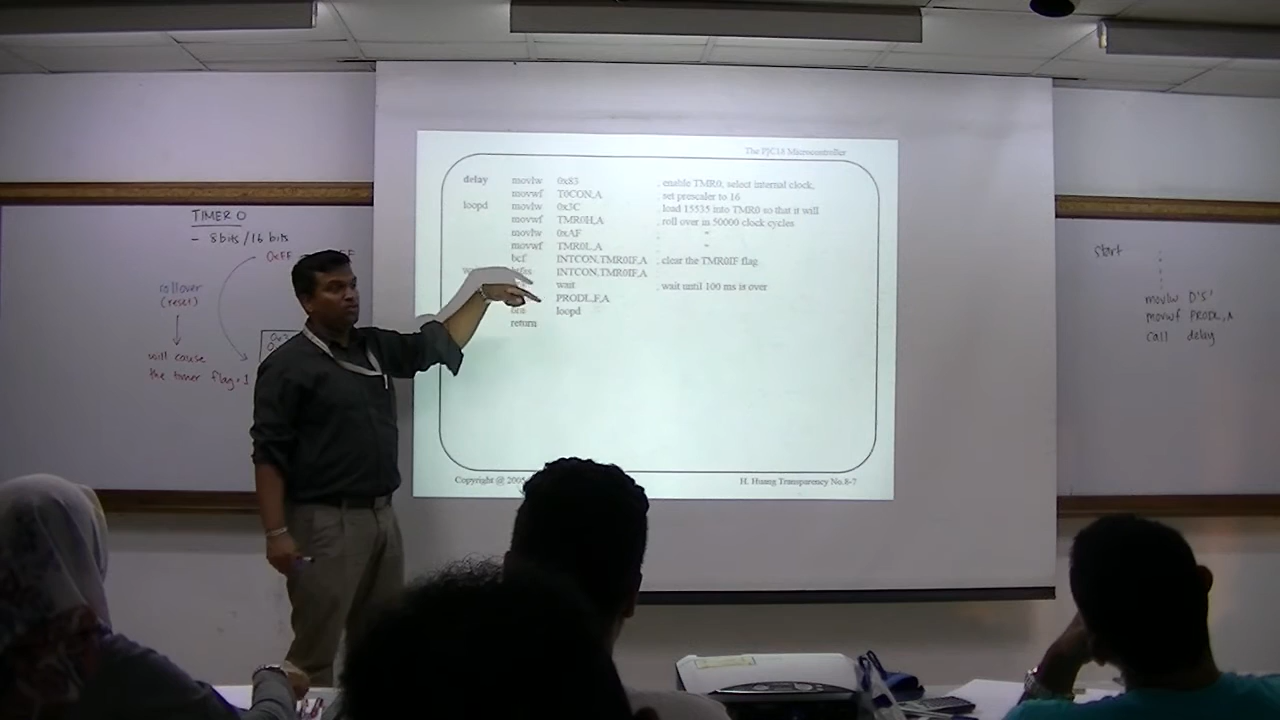 TIMER 0
- 8bits/16 bits
0xFF
rollover
(reset)
will cause
the timer flag=1
The PIC18 Microcontroller
delay movlw 0x83 ; enable TMR0, select internal clock,
movwf T0CON,A ; set prescaler to 16
loopd movlw 0x3C ; load 15535 into TMR0 so that it will
movwf TMR0H,A ; roll over in 50000 clock cycles
movlw 0xAF ; "
movwf TMR0L,A ; "
bcf INTCON,TMR0IF,A ; clear the TMR0IF flag
INTCON,TMR0IF,A
wait ; wait until 100 ms is over
PRODL,F,A
bra loopd
return
Copyright @ 2005
H. Huang Transparency No.8-7
start
movlw D'5'
movwf PRODL,A
call delay